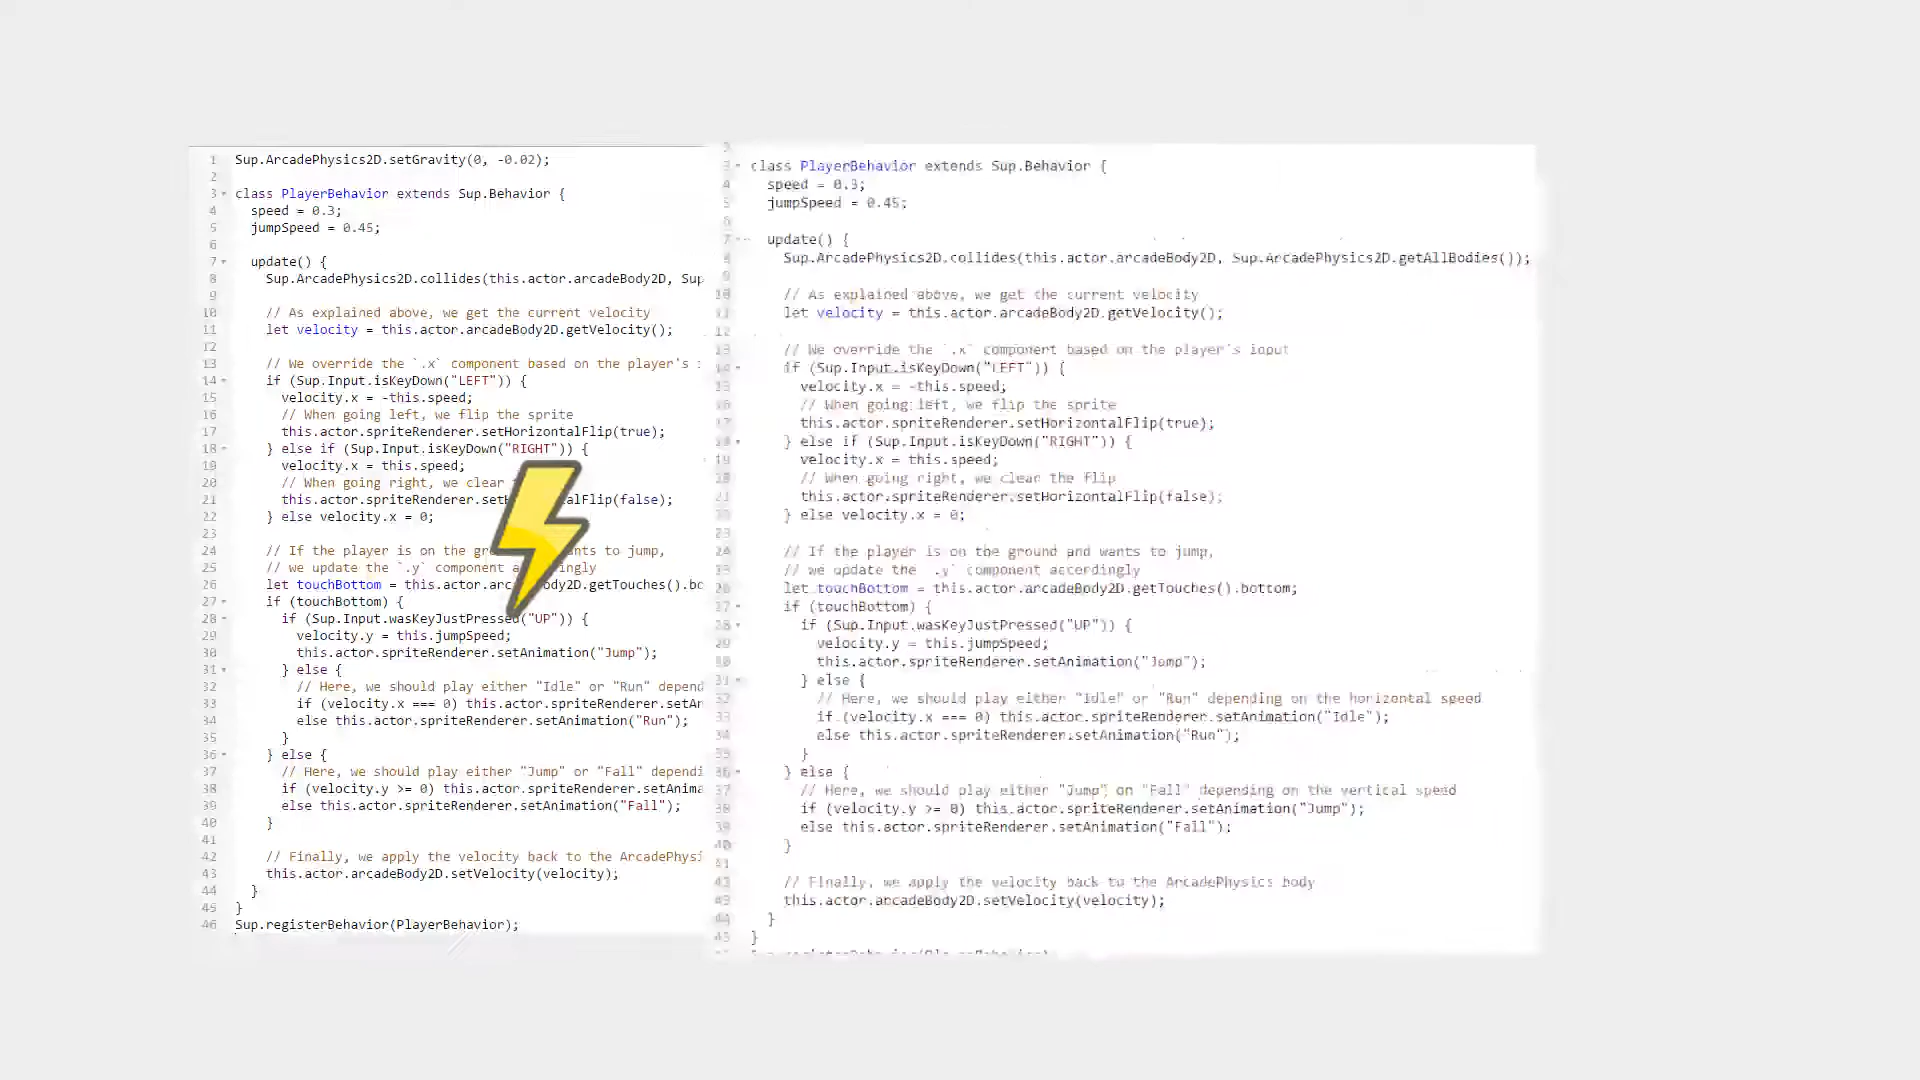 1 Sup.ArcadePhysics2D.setGravity(0, -0.02);
2
3 class PlayerBehavior extends Sup.Behavior {
4 speed = 0.3;
5 jumpSpeed = 0.45;
6
7 update() {
8 Sup.ArcadePhysics2D.collides(this.actor.arcadeBody2D, Sup
9
10 // As explained above, we get the current velocity
11 let velocity = this.actor.arcadeBody2D.getVelocity();
12
13 // We override the `.x` component based on the player's
14 if (Sup.Input.isKeyDown("LEFT")) {
15 velocity.x = -this.speed;
16 // When going left, we flip the sprite
17 this.actor.spriteRenderer.setHorizontalFlip(true);
18 } else if (Sup.Input.isKeyDown("RIGHT")) {
19 velocity.x = this.speed;
20 // When going right, we clear
21 this.actor.spriteRenderer.set alFlip(false);
22 } else velocity.x = 0;
23
24 // If the player is on the gr nts to jump,
25 // we update the `.y` component a ingly
26 let touchBottom = this.actor.arc ody2D.getTouches().bo
27 if (touchBottom) {
28 if (Sup.Input.wasKeyJustPressed("UP")) {
29 velocity.y = this.jumpSpeed;
30 this.actor.spriteRenderer.setAnimation("Jump");
31 } else {
32 // Here, we should play either "Idle" or "Run" depend
33 if (velocity.x === 0) this.actor.spriteRenderer.setA
34 else this.actor.spriteRenderer.setAnimation("Run");
35 }
36 } else {
37 // Here, we should play either "Jump" or "Fall" dependi
38 if (velocity.y >= 0) this.actor.spriteRenderer.setAnima
39 else this.actor.spriteRenderer.setAnimation("Fall");
40 }
41
42 // Finally, we apply the velocity back to the ArcadePhysi
43 this.actor.arcadeBody2D.setVelocity(velocity);
44 }
45 }
46 Sup.registerBehavior(PlayerBehavior);
class PlayerBehavior extends Sup.Behavior {
4 speed = 0.3;
5 jumpSpeed = 0.45;
7 update() {
Sup.ArcadePhysics2D.collides(this.actor.arcadeBody2D, Sup.ArcadePhysics2D.getAllBodies());
// As explained above, we get the current velocity
let velocity = this.actor.arcadeBody2D.getVelocity();
12
// We override the `.x` component based on the player's input
if (Sup.Input.isKeyDown("LEFT")) {
velocity.x = -this.speed;
// When going left, we flip the sprite
this.actor.spriteRenderer.setHorizontalFlip(true);
} else if (Sup.Input.isKeyDown("RIGHT")) {
velocity.x = this.speed;
// When going right, we clear the flip
this.actor.spriteRenderer.setHorizontalFlip(false);
} else velocity.x = 0;
// If the player is on the ground and wants to jump,
// we update the `.y` component accordingly
let touchBottom = this.actor.arcadeBody2D.getTouches().bottom;
if (touchBottom) {
if (Sup.Input.wasKeyJustPressed("UP")) {
velocity.y = this.jumpSpeed;
this.actor.spriteRenderer.setAnimation("Jump");
} else {
// Here, we should play either "Idle" or "Run" depending on the horizontal speed
if (velocity.x === 0) this.actor.spriteRenderer.setAnimation("Idle");
else this.actor.spriteRenderer.setAnimation("Run");
}
} else {
// Here, we should play either "Jump" or "Fall" depending on the vertical speed
if (velocity.y >= 0) this.actor.spriteRenderer.setAnimation("Jump");
else this.actor.spriteRenderer.setAnimation("Fall");
}
// Finally, we apply the velocity back to the ArcadePhysics body
this.actor.arcadeBody2D.setVelocity(velocity);
}
}